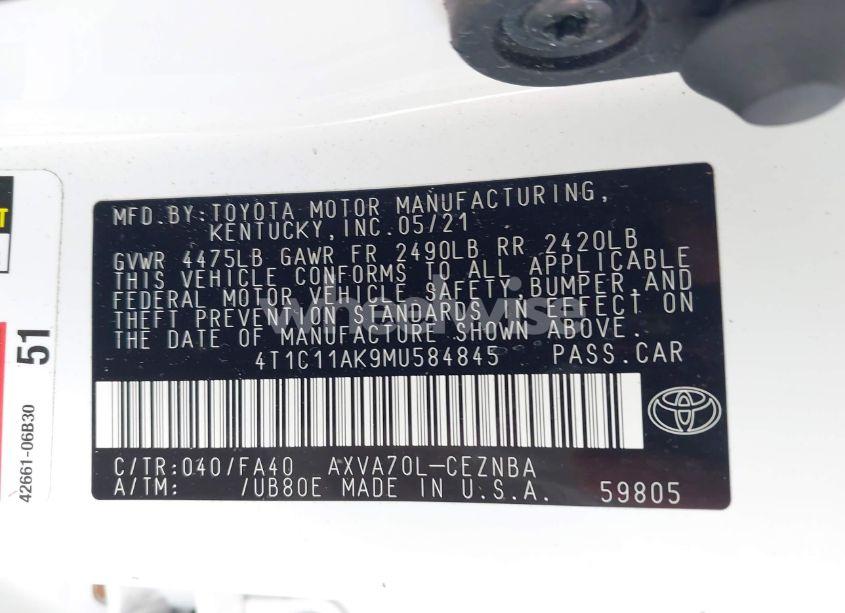 MFD.BY:TOYOTA MOTOR MANUFACTURING,
KENTUCKY,INC.05/21
GVWR 4475LB GAWR FR 2490LB RR 2420LB
THIS VEHICLE CONFORMS TO ALL APPLICABLE
FEDERAL MOTOR VEHICLE SAFETY,BUMPER,AND
THEFT PREVENTION STANDARDS IN EFFECT ON
THE DATE OF MANUFACTURE SHOWN ABOVE.
4T1C11AK9MU584845 PASS.CAR
C/TR:040/FA40 AXVA70L-CEZNBA
A/TM: /UB80E MADE IN U.S.A. 59805
51
42661-06B30
wheelwise